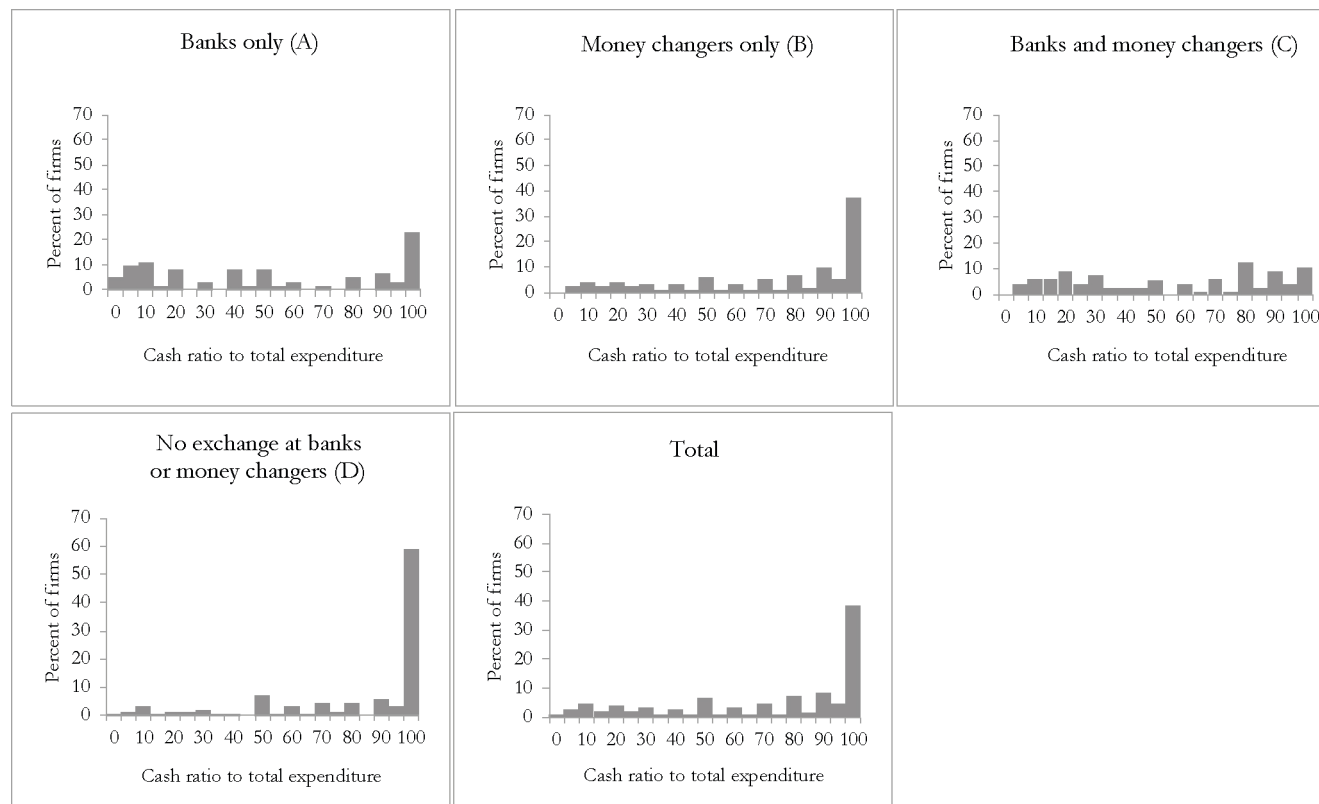 Banks only (A)
70
60
50
40
30
20
10
0
Percent of firms
0 10 20 30 40 50 60 70 80 90 100
Cash ratio to total expenditure
Money changers only (B)
70
60
50
40
30
20
10
0
Percent of firms
0 10 20 30 40 50 60 70 80 90 100
Cash ratio to total expenditure
Banks and money changers (C)
70
60
50
40
30
20
10
0
Percent of firms
0 10 20 30 40 50 60 70 80 90 100
Cash ratio to total expenditure
No exchange at banks
or money changers (D)
70
60
50
40
30
20
10
0
Percent of firms
0 10 20 30 40 50 60 70 80 90 100
Cash ratio to total expenditure
Total
70
60
50
40
30
20
10
0
Percent of firms
0 10 20 30 40 50 60 70 80 90 100
Cash ratio to total expenditure